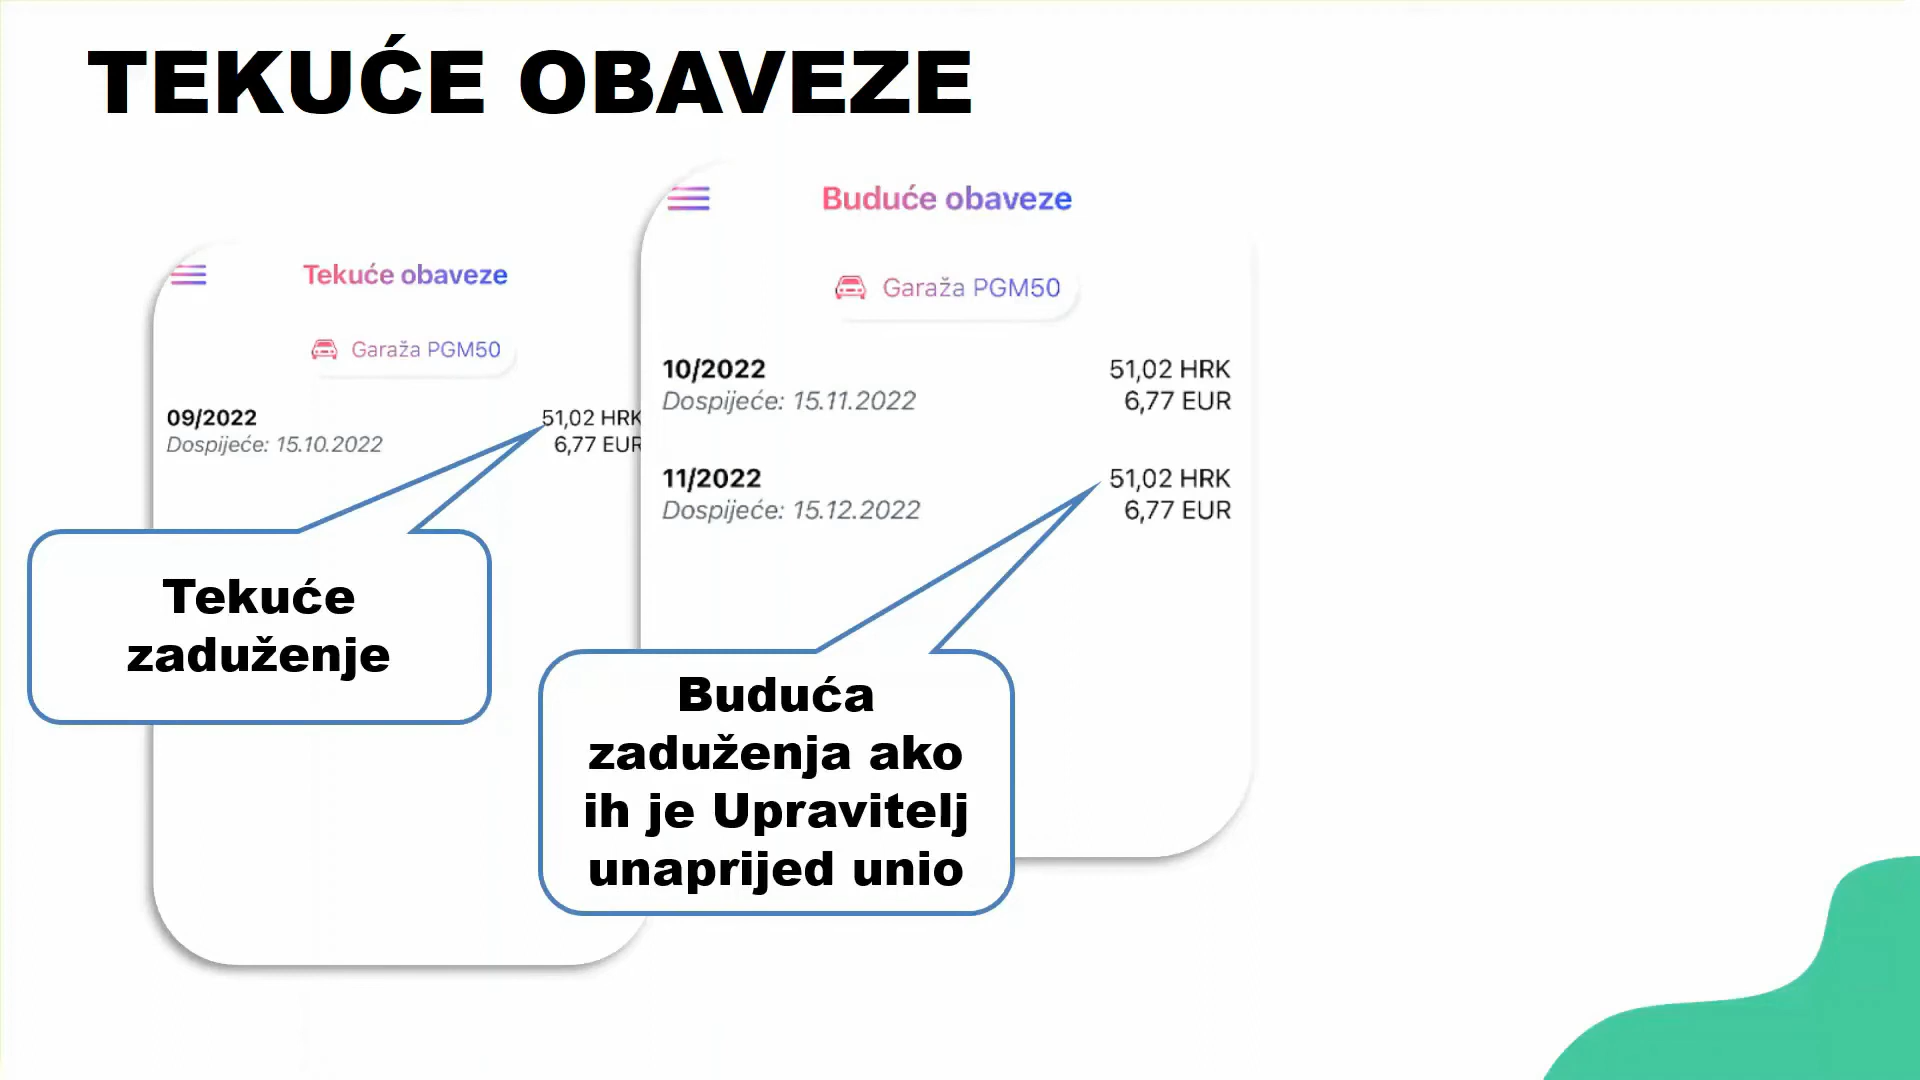 TEKUĆE OBAVEZE
Tekuće obaveze
Garaža PGM50
09/2022
51,02 HRK
Dospijeće: 15.10.2022
6,77 EUR
Tekuće
zaduženje
Buduće obaveze
Garaža PGM50
10/2022
51,02 HRK
Dospijeće: 15.11.2022
6,77 EUR
11/2022
51,02 HRK
Dospijeće: 15.12.2022
6,77 EUR
Buduća
zaduženja ako
ih je Upravitelj
unaprijed unio